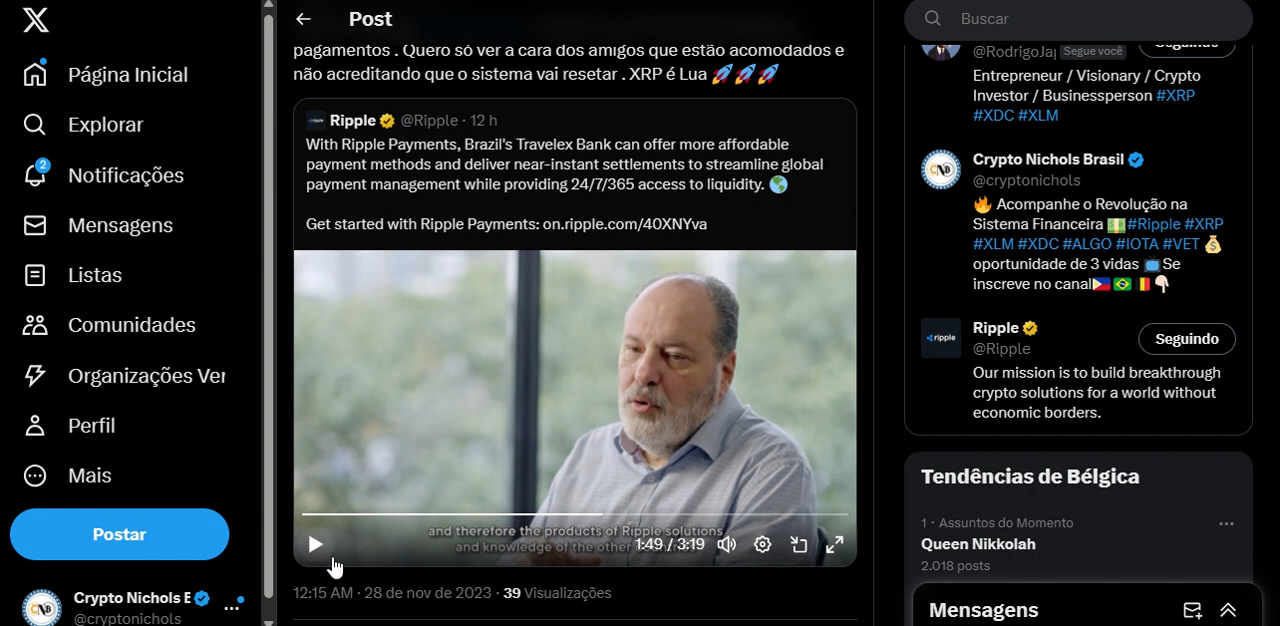 Página Inicial
Explorar
2
Notificações
Mensagens
Listas
Comunidades
Organizações Ver
Perfil
Mais
Postar
Crypto Nichols E
@cryptonichols
Post
pagamentos . Quero só ver a cara dos amigos que estão acomodados e
não acreditando que o sistema vai resetar . XRP é Lua 🚀🚀🚀
Ripple @Ripple · 12 h
With Ripple Payments, Brazil's Travelex Bank can offer more affordable
payment methods and deliver near-instant settlements to streamline global
payment management while providing 24/7/365 access to liquidity. 🌎
Get started with Ripple Payments: on.ripple.com/40XNYva
and therefore the products of Ripple solutions
and knowledge of the other
1:49 / 3:19
12:15 AM · 28 de nov de 2023 · 39 Visualizações
Buscar
@RodrigoJa
Segue você
Seguindo
Entrepreneur / Visionary / Crypto
Investor / Businessperson #XRP
#XDC #XLM
Crypto Nichols Brasil
@cryptonichols
🔥 Acompanhe o Revolução na
Sistema Financeira 💵#Ripple #XRP
#XLM #XDC #ALGO #IOTA #VET 💰
oportunidade de 3 vidas 📺Se
inscreve no canal🇵🇭 🇧🇷 🇧🇪👇🏻
ripple
Ripple
@Ripple
Seguindo
Our mission is to build breakthrough
crypto solutions for a world without
economic borders.
Tendências de Bélgica
1 · Assuntos do Momento
Queen Nikkolah
2.018 posts
Mensagens